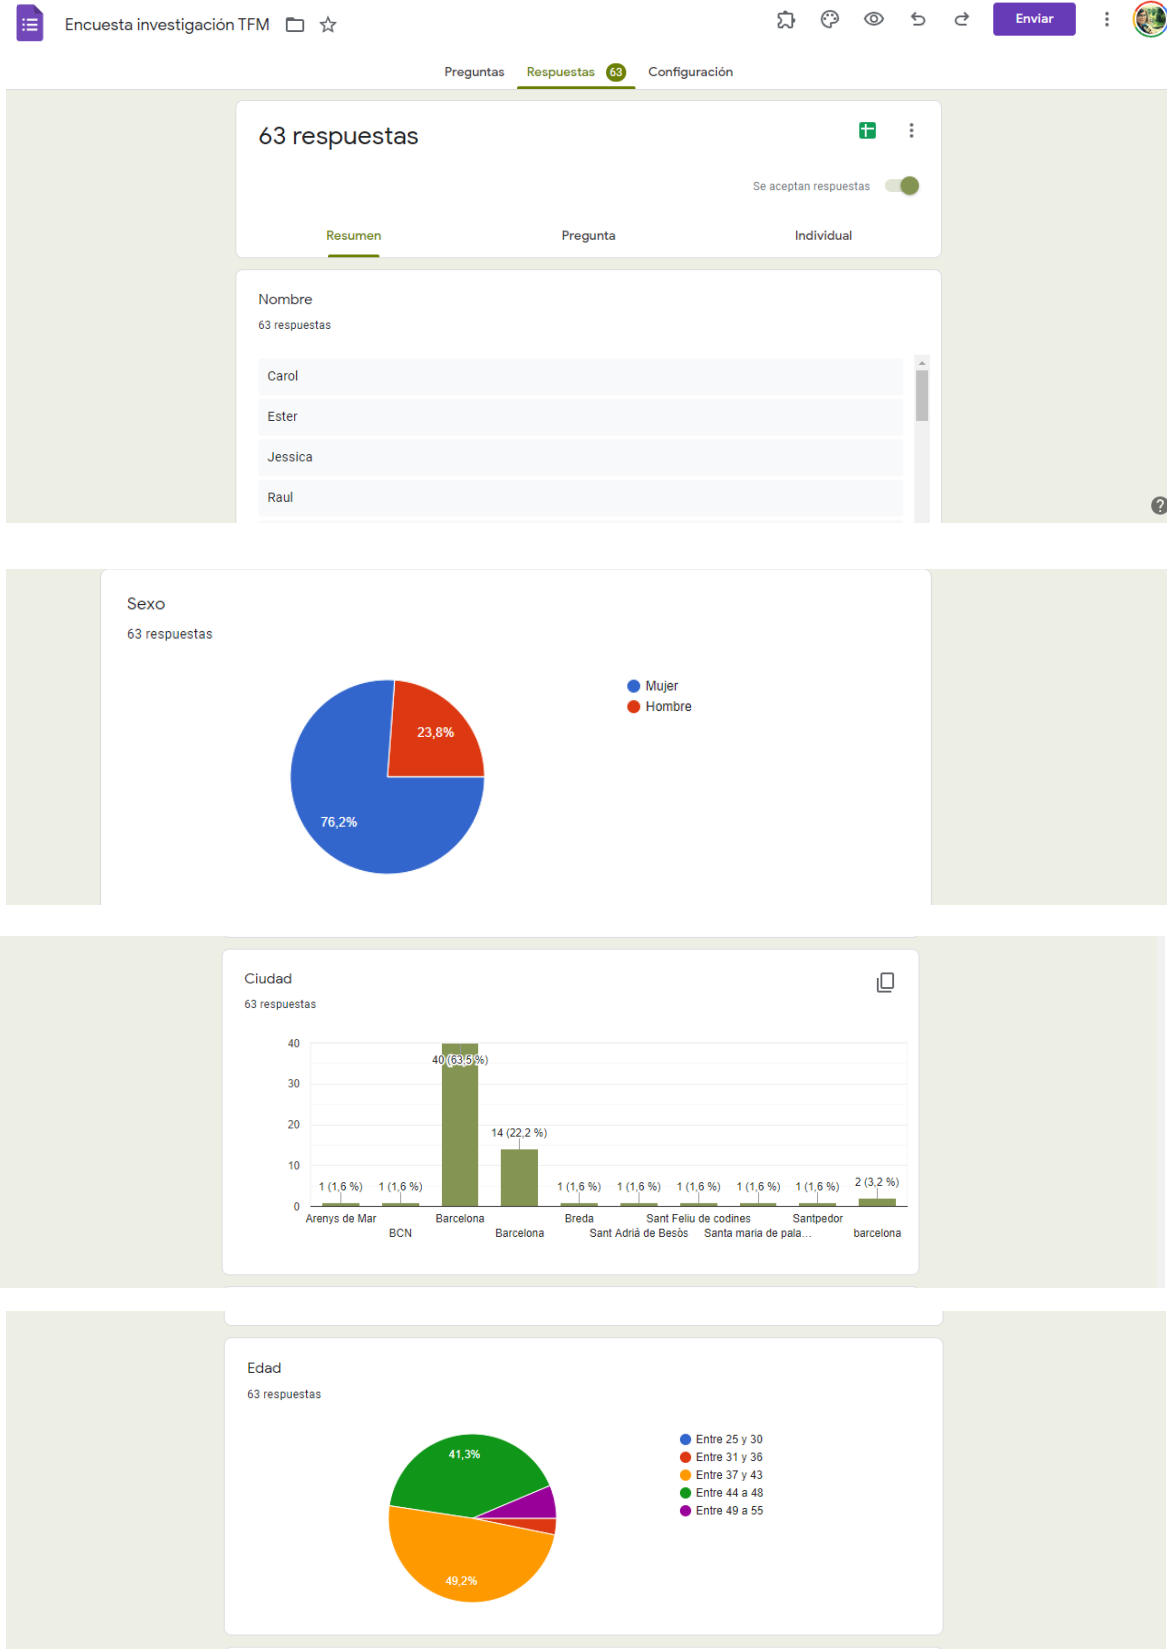 Encuesta investigación TFM
Enviar
Preguntas Respuestas 63 Configuración
63 respuestas
Se aceptan respuestas
Resumen Pregunta Individual
Nombre
63 respuestas
Carol
Ester
Jessica
Raul
Sexo
63 respuestas
Mujer
Hombre
23,8%
76,2%
Ciudad
63 respuestas
40
30
20
10
0
40 (63,5 %)
14 (22,2 %)
1 (1,6 %) 1 (1,6 %) 1 (1,6 %) 1 (1,6 %) 1 (1,6 %) 1 (1,6 %) 1 (1,6 %) 2 (3,2 %)
Arenys de Mar Barcelona Breda Sant Feliu de codines Santpedor
BCN Barcelona Sant Adrià de Besòs Santa maria de pala... barcelona
Edad
63 respuestas
41,3%
49,2%
Entre 25 y 30
Entre 31 y 36
Entre 37 y 43
Entre 44 a 48
Entre 49 a 55